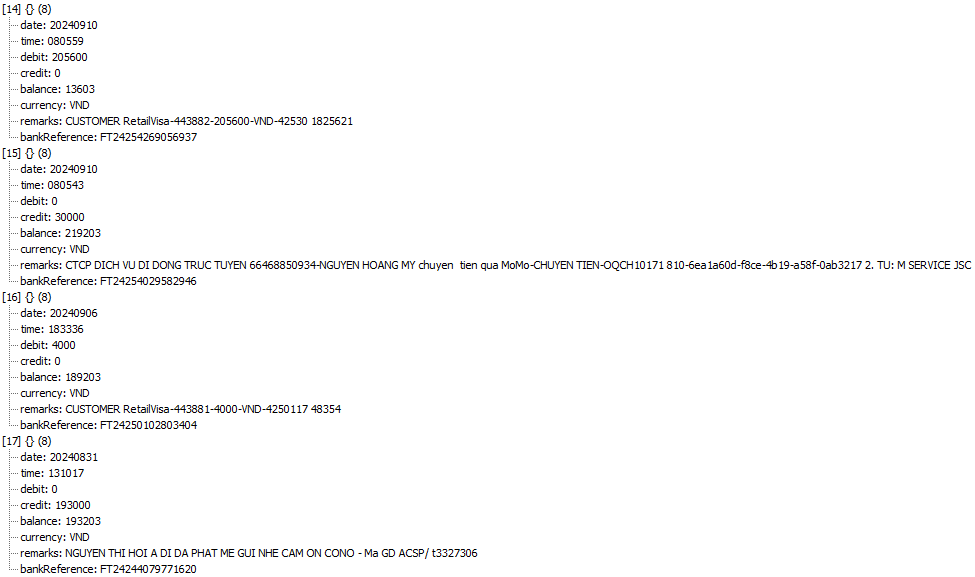 [14] {} (8)
date: 20240910
time: 080559
debit: 205600
credit: 0
balance: 13603
currency: VND
remarks: CUSTOMER RetailVisa-443882-205600-VND-42530 1825621
bankReference: FT24254269056937
[15] {} (8)
date: 20240910
time: 080543
debit: 0
credit: 30000
balance: 219203
currency: VND
remarks: CTCP DICH VU DI DONG TRUC TUYEN 66468850934-NGUYEN HOANG MY chuyen  tien qua MoMo-CHUYEN TIEN-OQCH10171 810-6ea1a60d-f8ce-4b19-a58f-0ab3217 2. TU: M SERVICE JSC
bankReference: FT24254029582946
[16] {} (8)
date: 20240906
time: 183336
debit: 4000
credit: 0
balance: 189203
currency: VND
remarks: CUSTOMER RetailVisa-443881-4000-VND-4250117 48354
bankReference: FT24250102803404
[17] {} (8)
date: 20240831
time: 131017
debit: 0
credit: 193000
balance: 193203
currency: VND
remarks: NGUYEN THI HOI A DI DA PHAT ME GUI NHE CAM ON CONO - Ma GD ACSP/ t3327306
bankReference: FT24244079771620